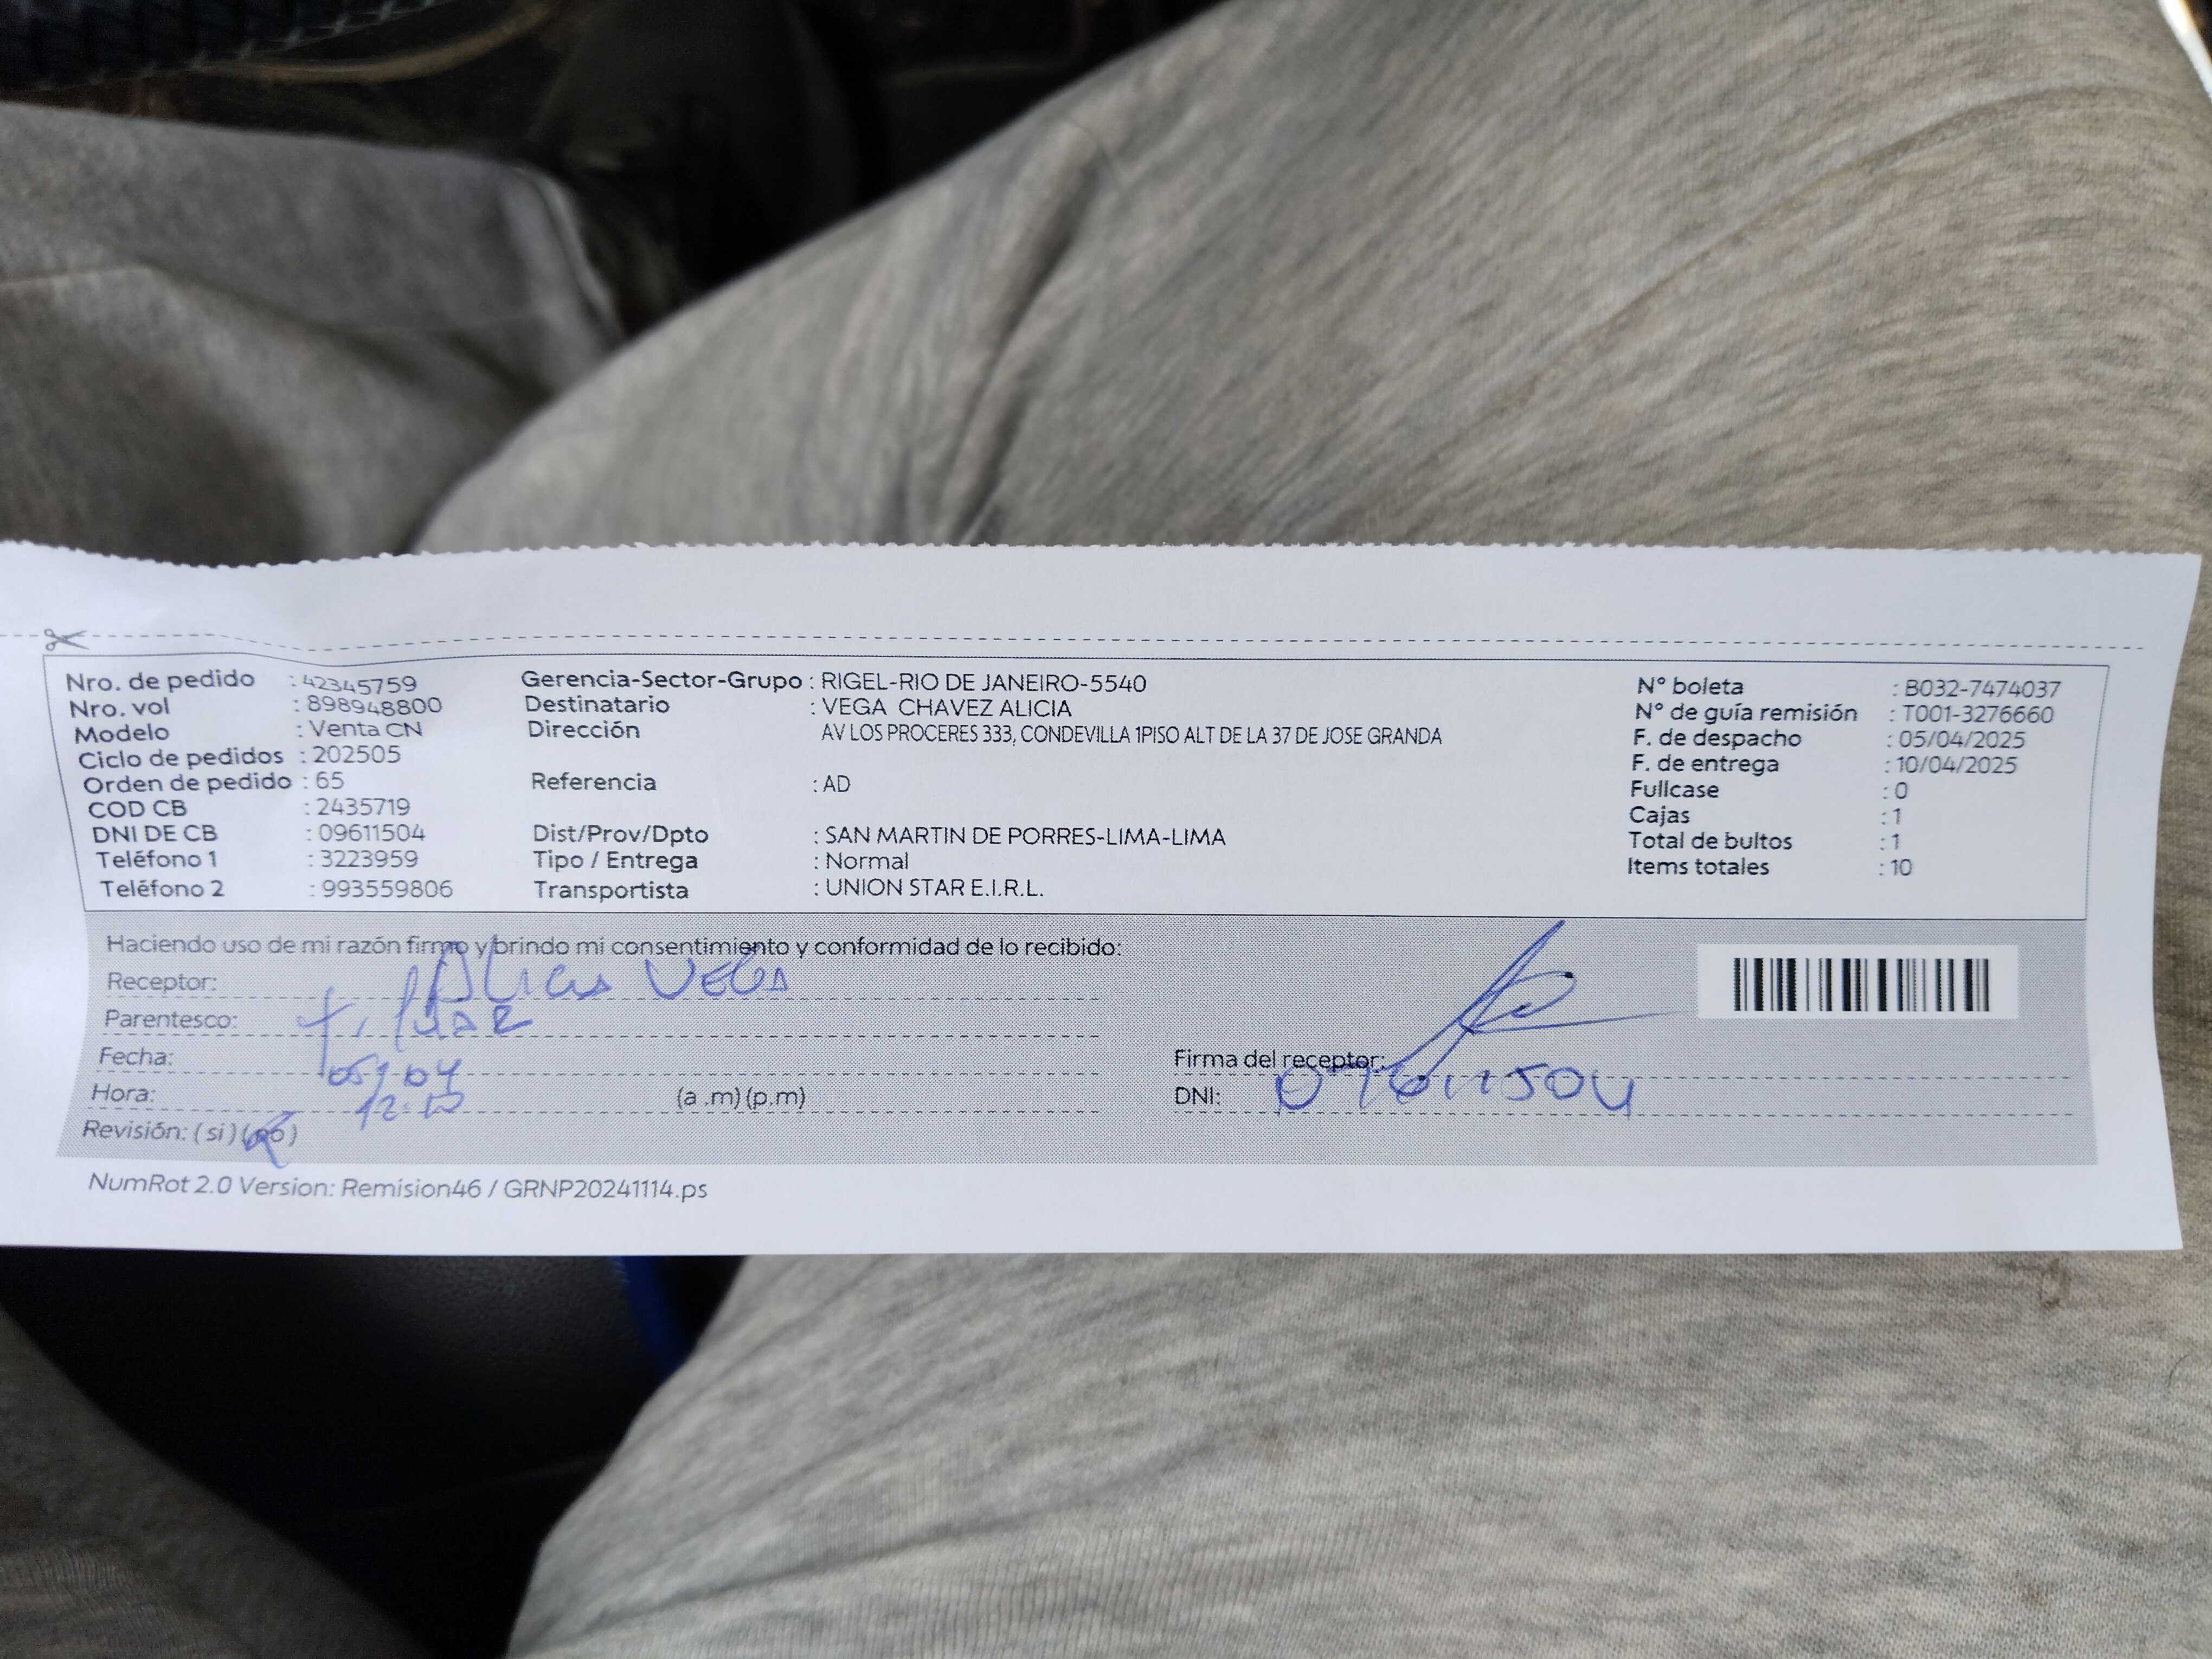 Nro. de pedido : 42345759
Nro. vol : 898948800
Modelo : Venta CN
Ciclo de pedidos : 202505
Orden de pedido : 65
COD CB : 2435719
DNI DE CB : 09611504
Teléfono 1 : 3223959
Teléfono 2 : 993559806
Gerencia-Sector-Grupo : RIGEL-RIO DE JANEIRO-5540
Destinatario : VEGA CHAVEZ ALICIA
Dirección AV LOS PROCERES 333, CONDEVILLA 1PISO ALT DE LA 37 DE JOSE GRANDA
Referencia : AD
Dist/Prov/Dpto : SAN MARTIN DE PORRES-LIMA-LIMA
Tipo / Entrega : Normal
Transportista : UNION STAR E.I.R.L.
N° boleta : B032-7474037
N° de guía remisión : T001-3276660
F. de despacho : 05/04/2025
F. de entrega : 10/04/2025
Fullcase : 0
Cajas : 1
Total de bultos : 1
Items totales : 10
Haciendo uso de mi razón firmo y brindo mi consentimiento y conformidad de lo recibido:
Receptor: Alicia VEGA
Parentesco:
Fecha: 05/04
Hora: (a .m) (p.m)
Revisión: ( si ) ( no )
Firma del receptor:
DNI: 09611504
NumRot 2.0 Version: Remision46 / GRNP20241114.ps